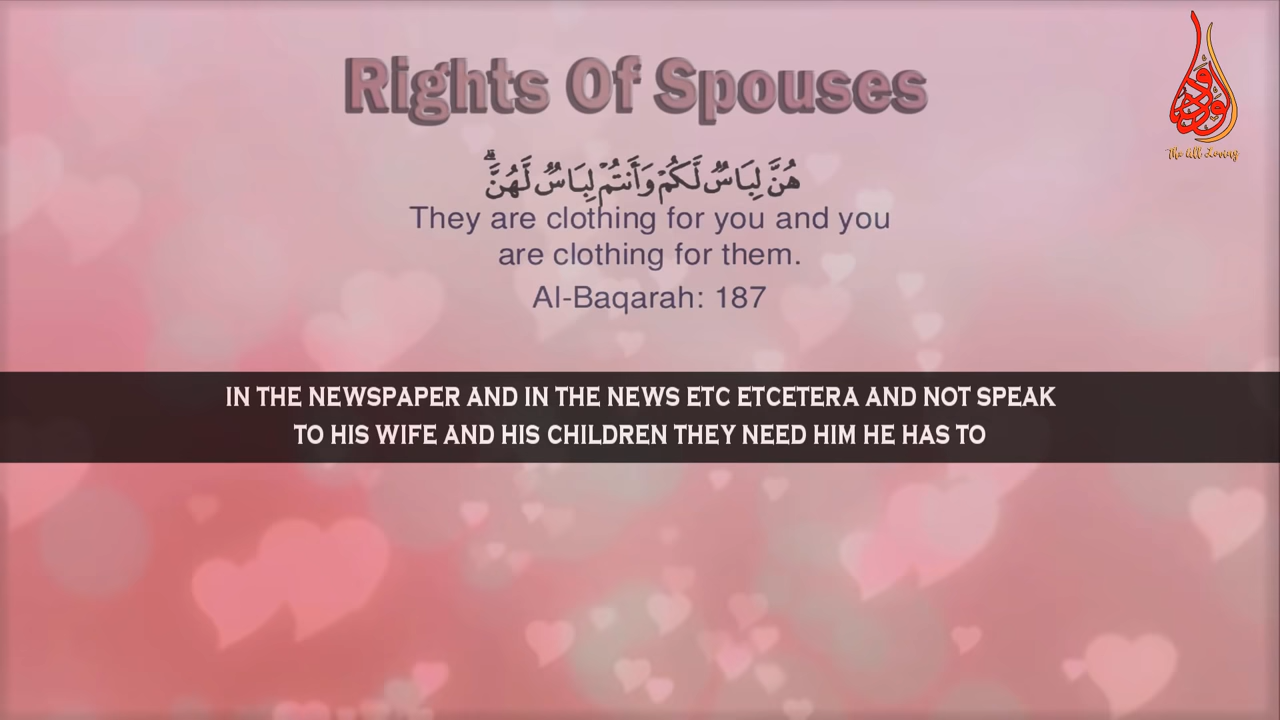 Rights Of Spouses
هُنَّ لِبَاسٌ لَّكُمْ وَأَنتُمْ لِبَاسٌ لَّهُنَّ ۗ
They are clothing for you and you
are clothing for them.
Al-Baqarah: 187
IN THE NEWSPAPER AND IN THE NEWS ETC ETCETERA AND NOT SPEAK
TO HIS WIFE AND HIS CHILDREN THEY NEED HIM HE HAS TO
الودود
The All Loving